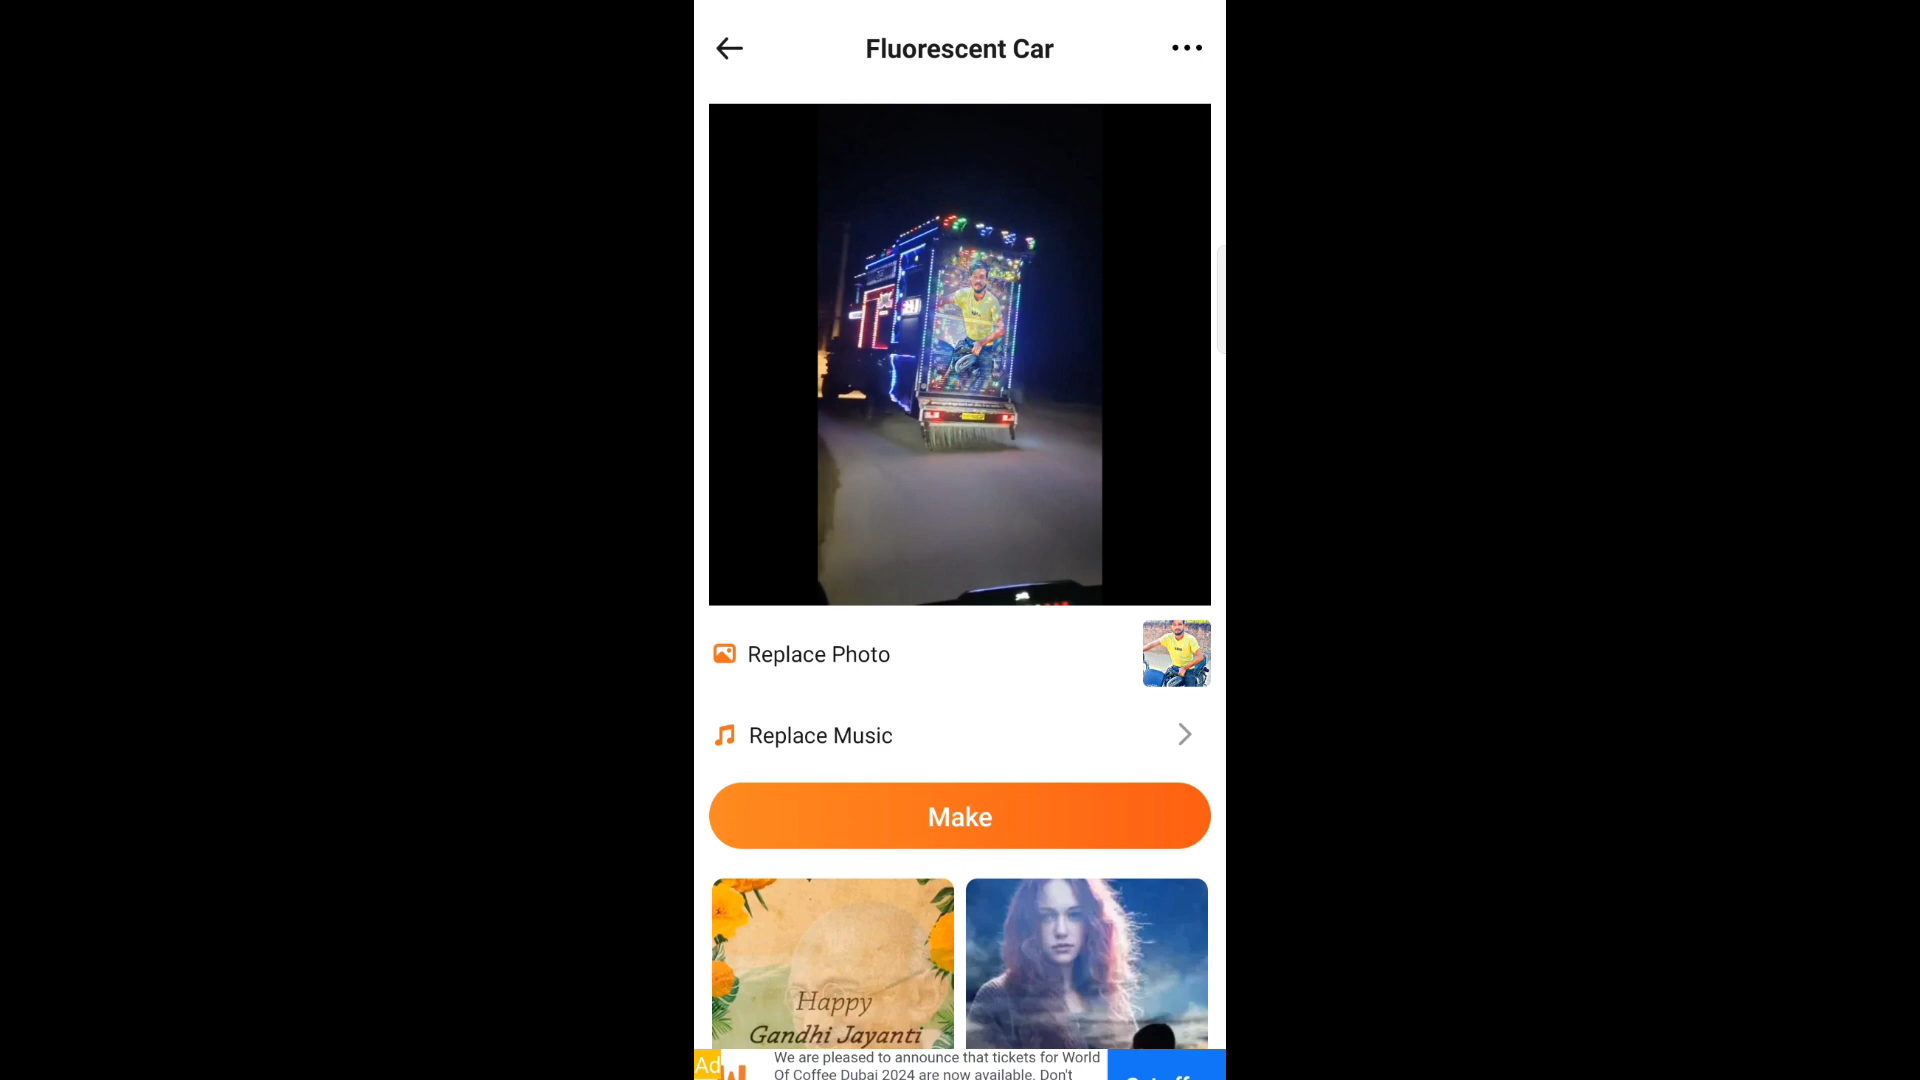 Fluorescent Car
Replace Photo
Replace Music
Make
Happy
Gandhi Jayanti
Ad
We are pleased to announce that tickets for World
Of Coffee Dubai 2024 are now available. Don't